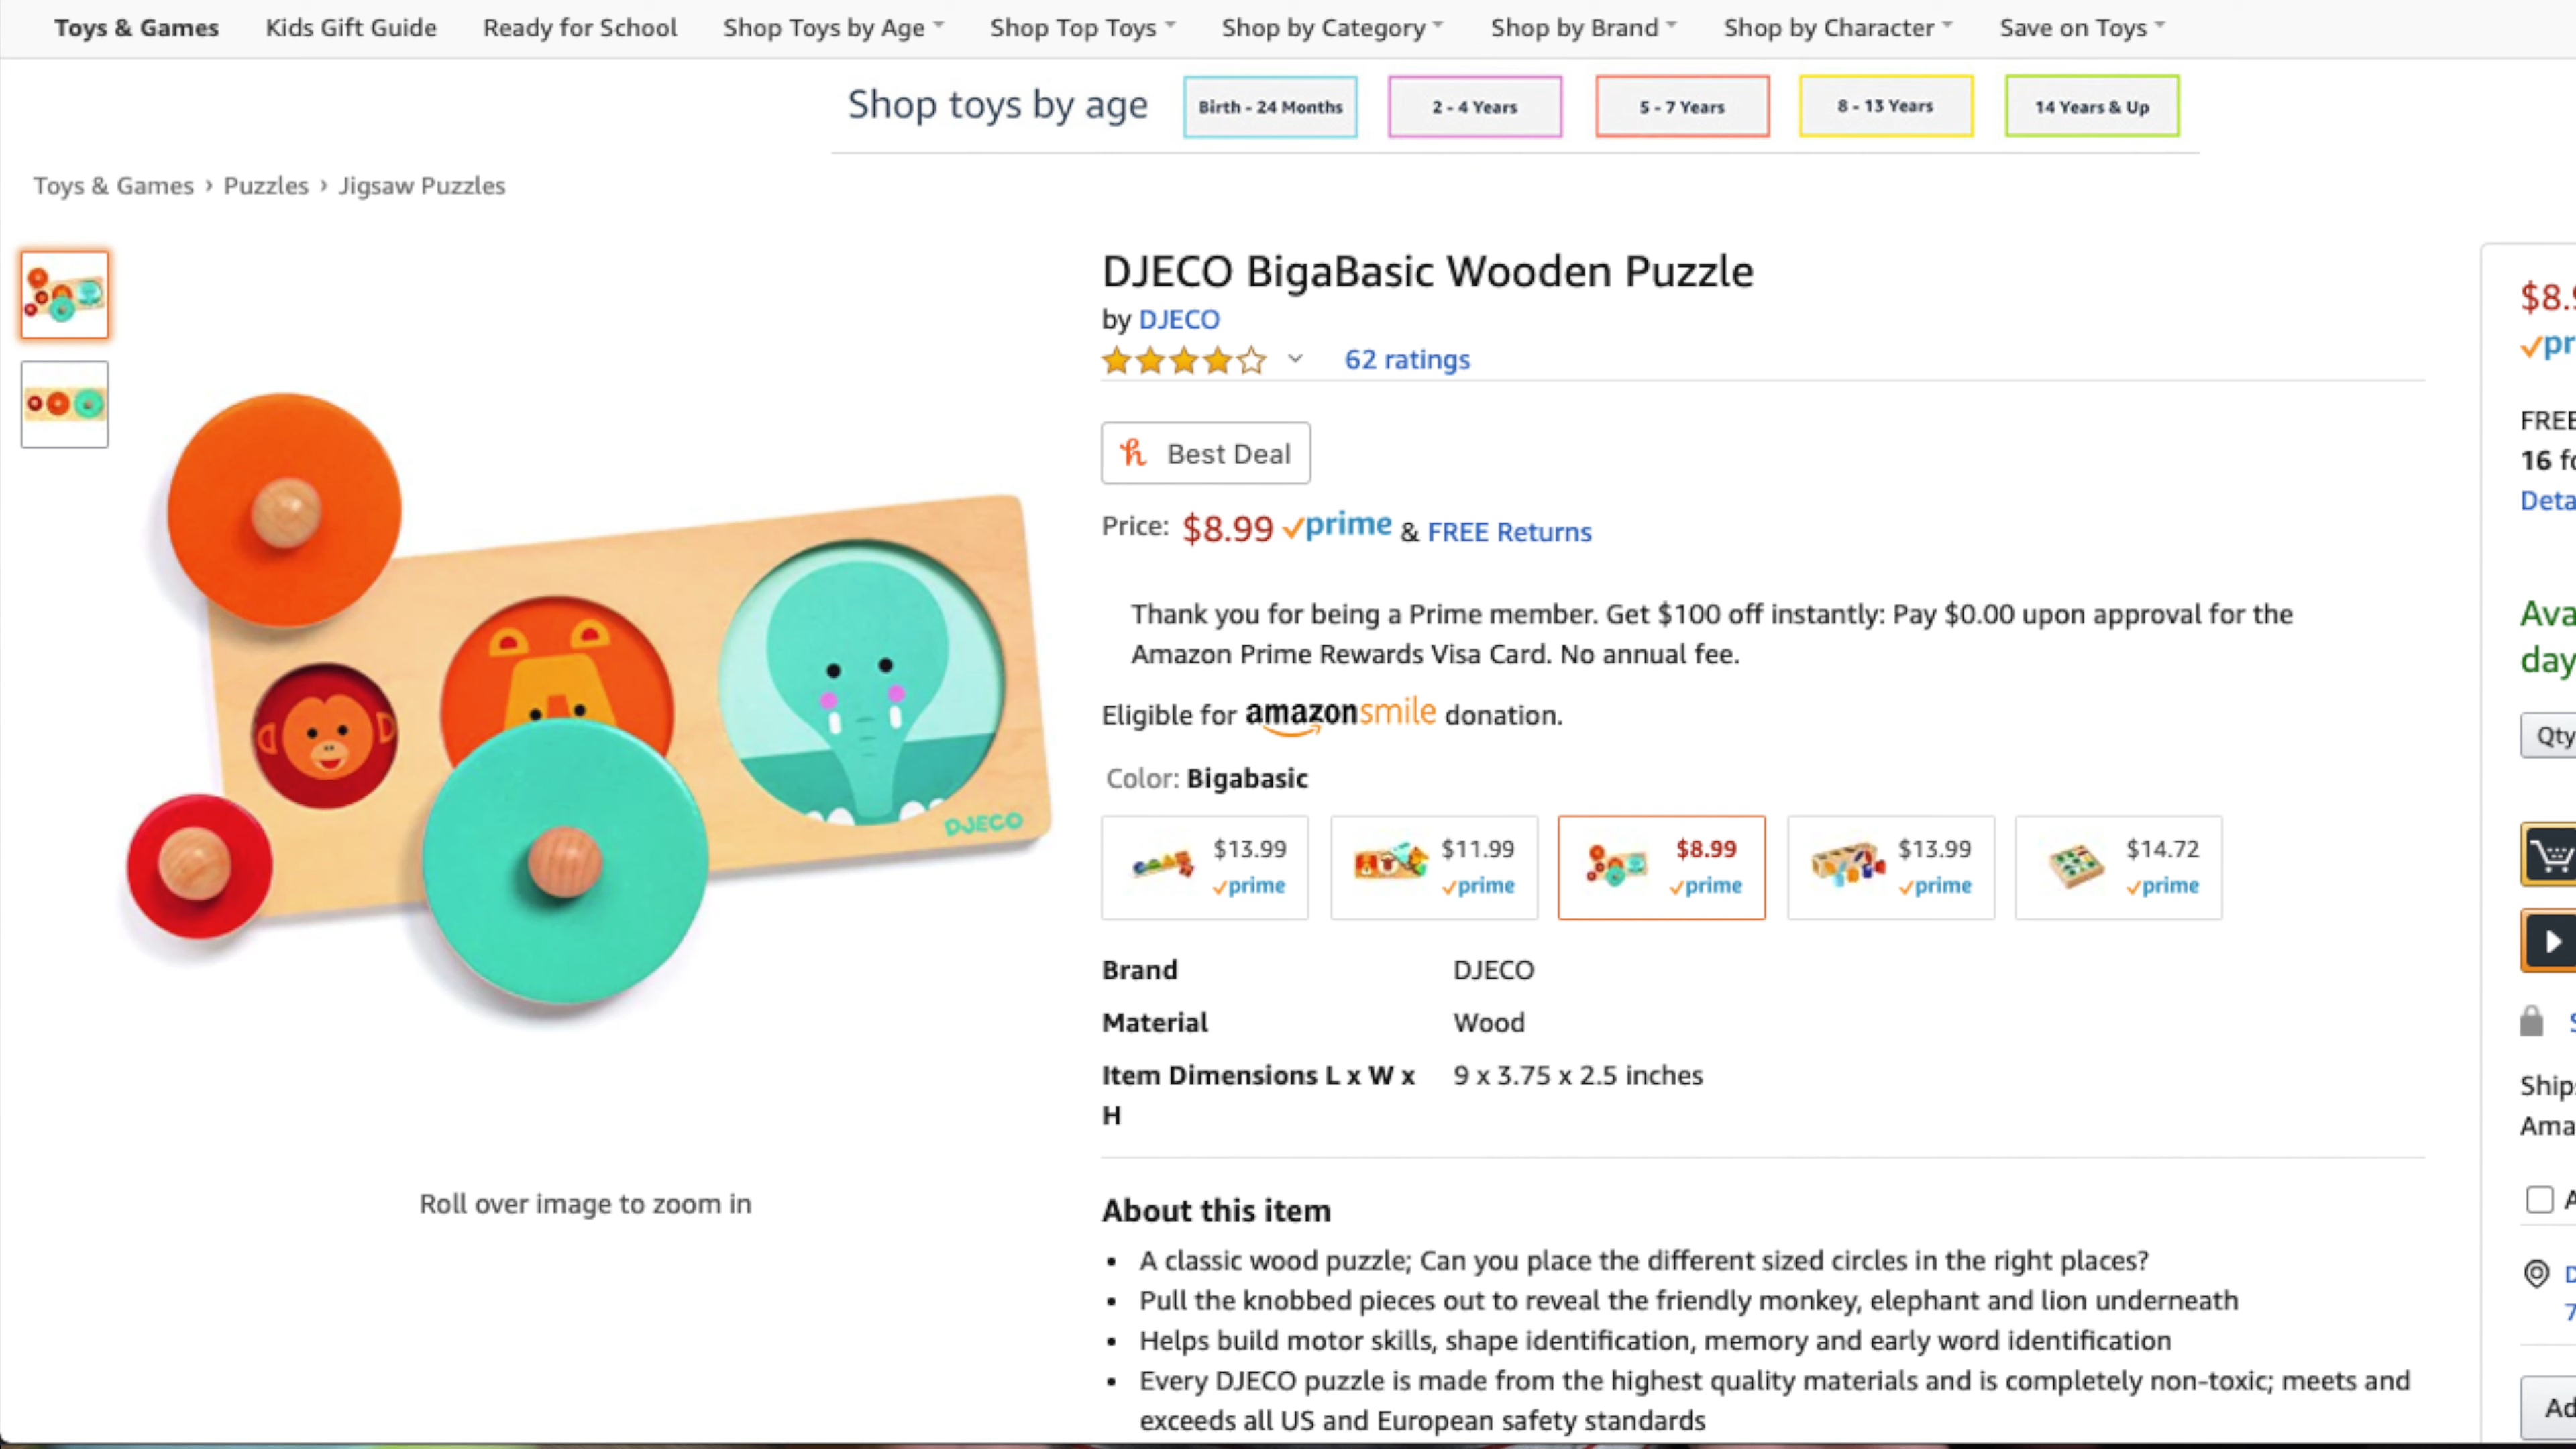 Toys & Games Kids Gift Guide Ready for School Shop Toys by Age Shop Top Toys Shop by Category Shop by Brand Shop by Character Save on Toys
Shop toys by age Birth - 24 Months 2 - 4 Years 5 - 7 Years 8 - 13 Years 14 Years & Up
Toys & Games › Puzzles › Jigsaw Puzzles
DJECO BigaBasic Wooden Puzzle
by DJECO
62 ratings
Best Deal
Price: $8.99 prime & FREE Returns
Thank you for being a Prime member. Get $100 off instantly: Pay $0.00 upon approval for the
Amazon Prime Rewards Visa Card. No annual fee.
Eligible for amazonsmile donation.
Color: Bigabasic
$13.99 $11.99 $8.99 $13.99 $14.72
prime prime prime prime prime
Brand DJECO
Material Wood
Item Dimensions L x W x 9 x 3.75 x 2.5 inches
H
About this item
• A classic wood puzzle; Can you place the different sized circles in the right places?
• Pull the knobbed pieces out to reveal the friendly monkey, elephant and lion underneath
• Helps build motor skills, shape identification, memory and early word identification
• Every DJECO puzzle is made from the highest quality materials and is completely non-toxic; meets and
exceeds all US and European safety standards
DJECO
Roll over image to zoom in
FREE
16
Qty